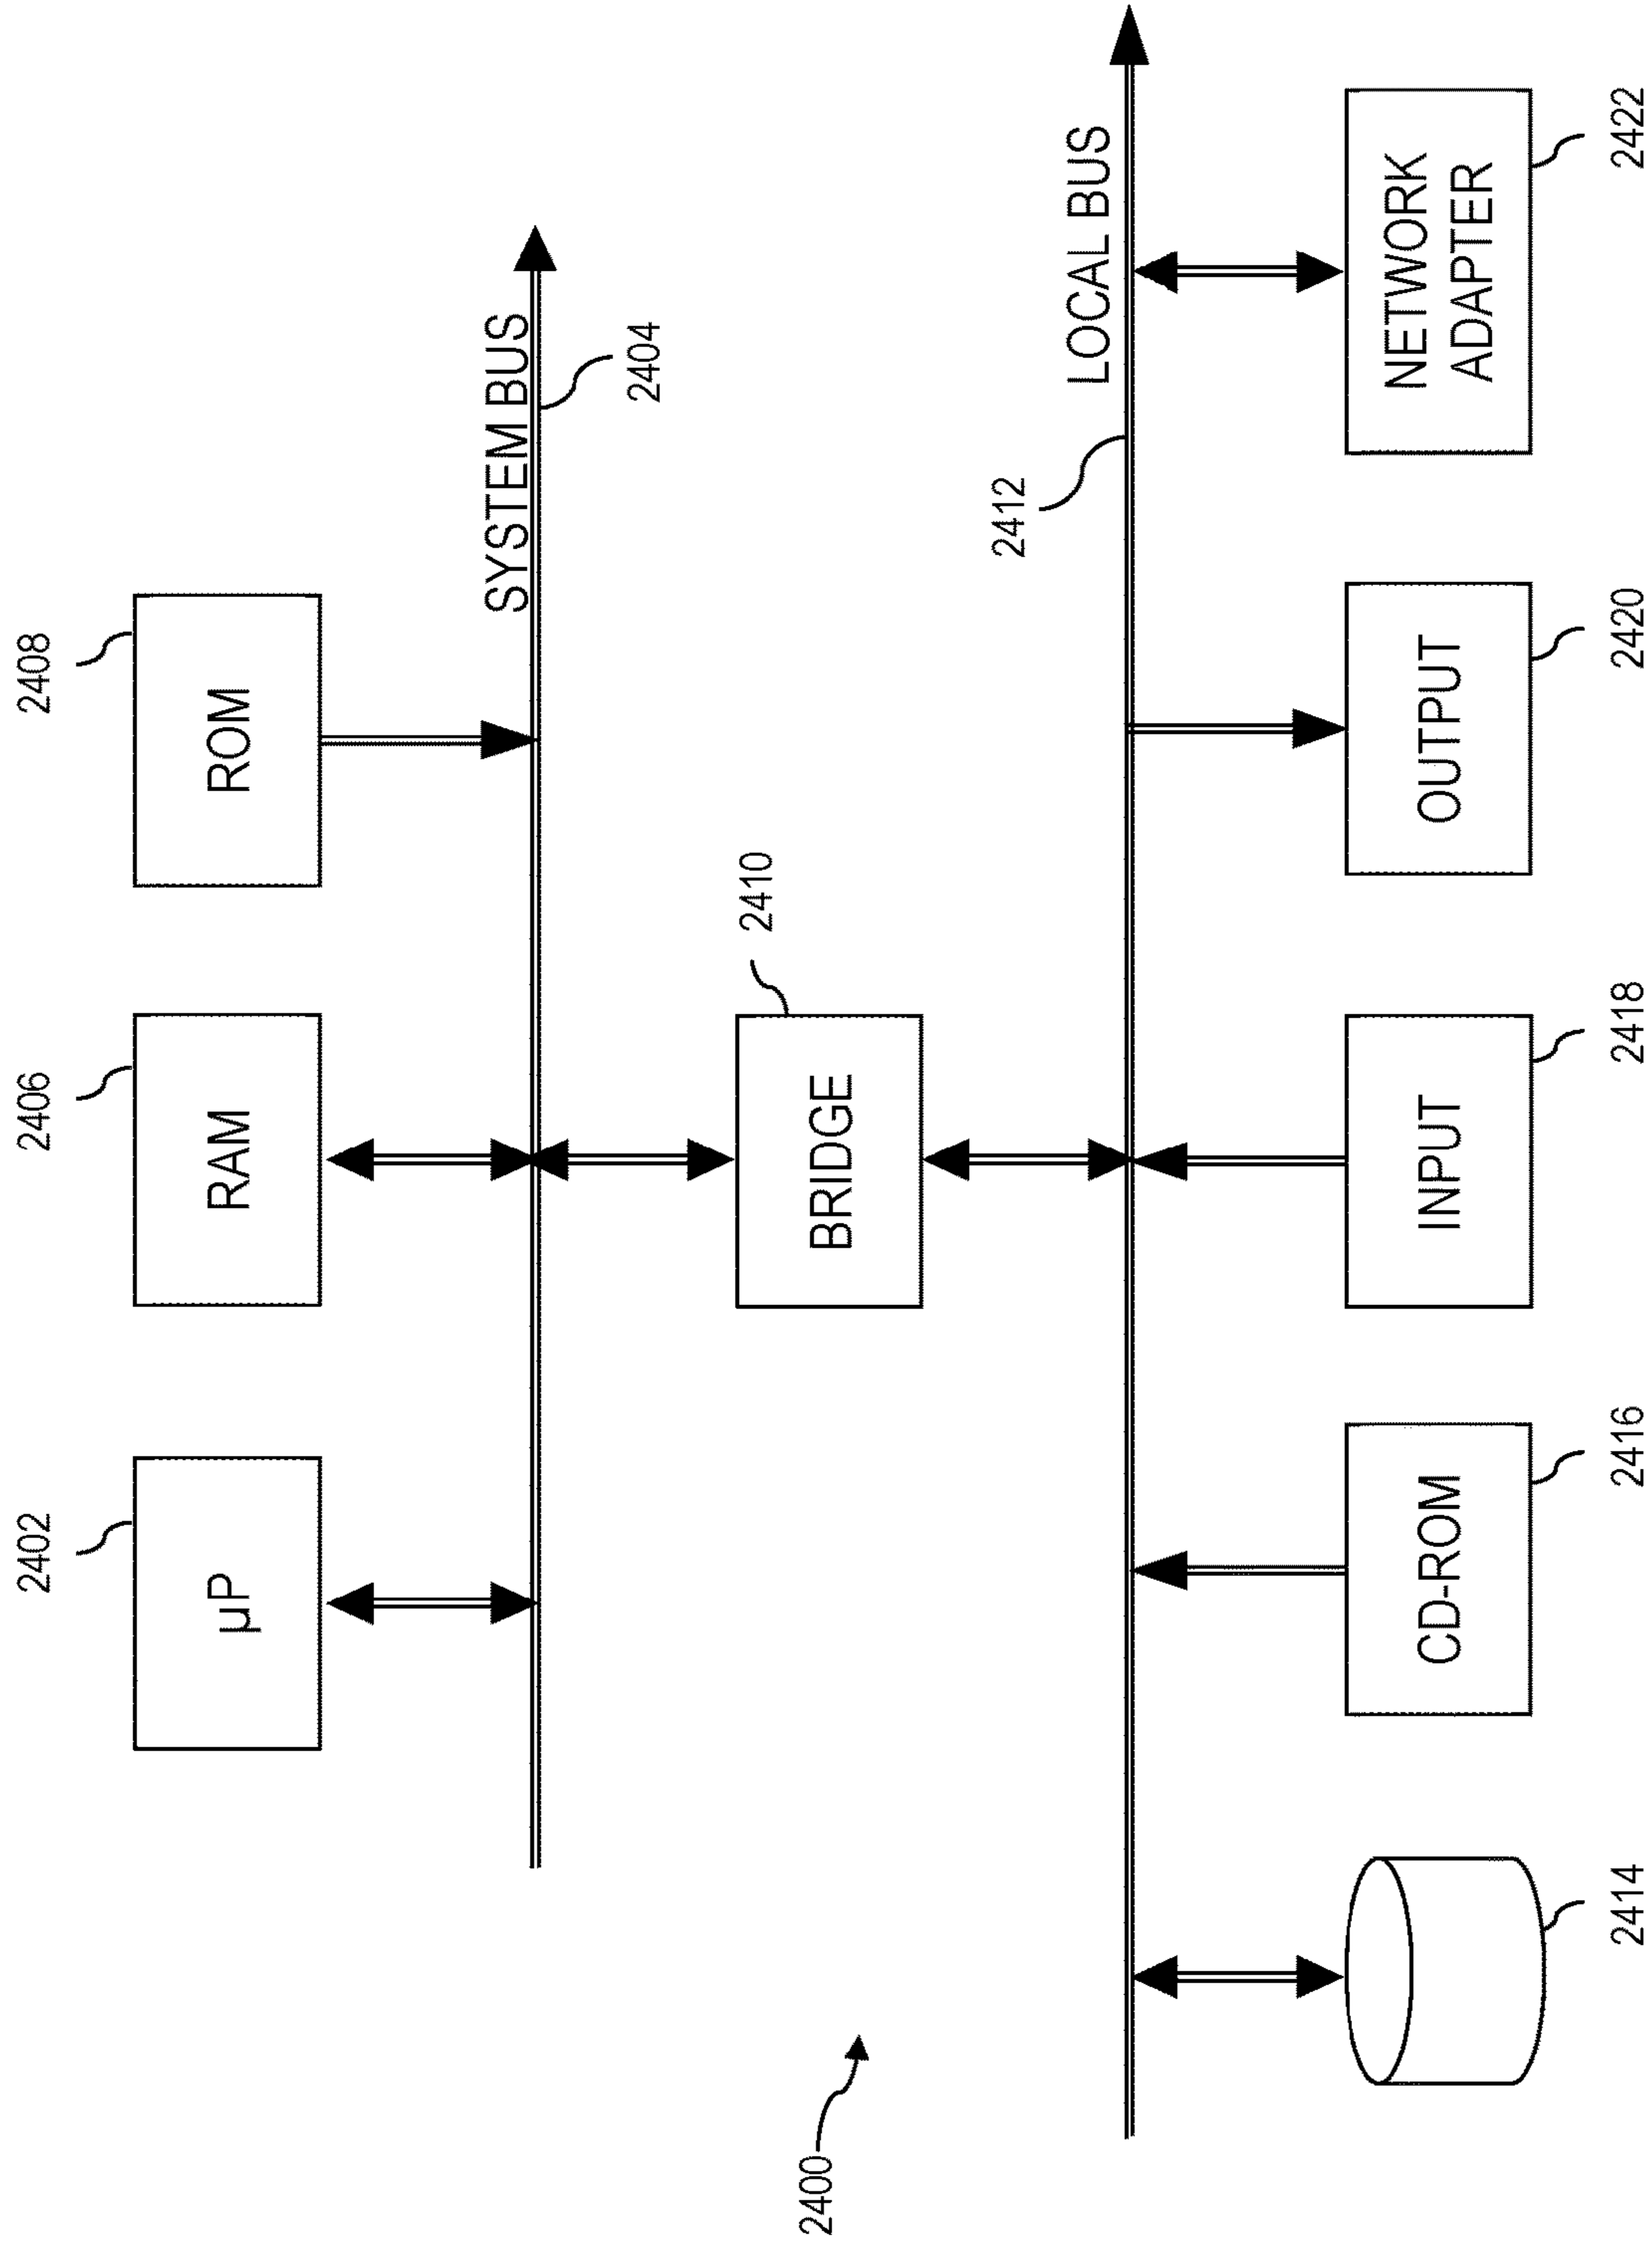 2402
2406
2408
µP
RAM
ROM
SYSTEM BUS
2404
2410
BRIDGE
2400
2412
LOCAL BUS
CD-ROM
INPUT
OUTPUT
NETWORK
ADAPTER
2414
2416
2418
2420
2422